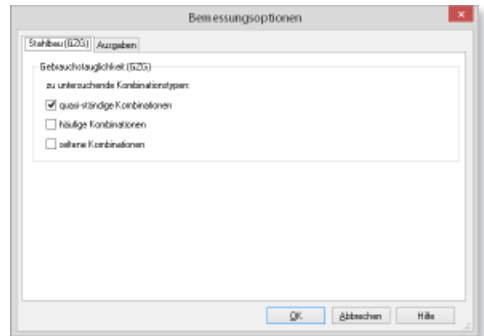 Bemessungsoptionen
Stahlbau (GZG) Ausgaben
Gebrauchstauglichkeit (GZG)
zu untersuchende Kombinationstypen:
quasi-ständige Kombinationen
häufige Kombinationen
seltene Kombinationen
OK Abbrechen Hilfe